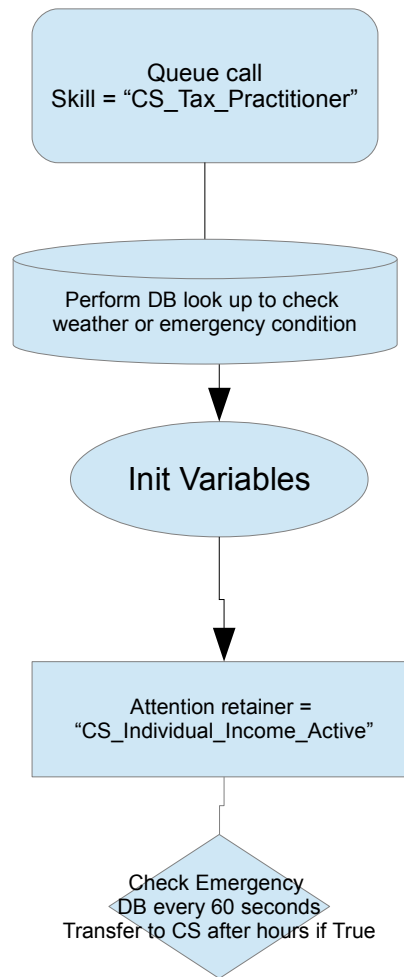 Queue call
Skill = “CS_Tax_Practitioner”
Perform DB look up to check
weather or emergency condition
Init Variables
Attention retainer =
“CS_Individual_Income_Active”
Check Emergency
DB every 60 seconds
Transfer to CS after hours if True